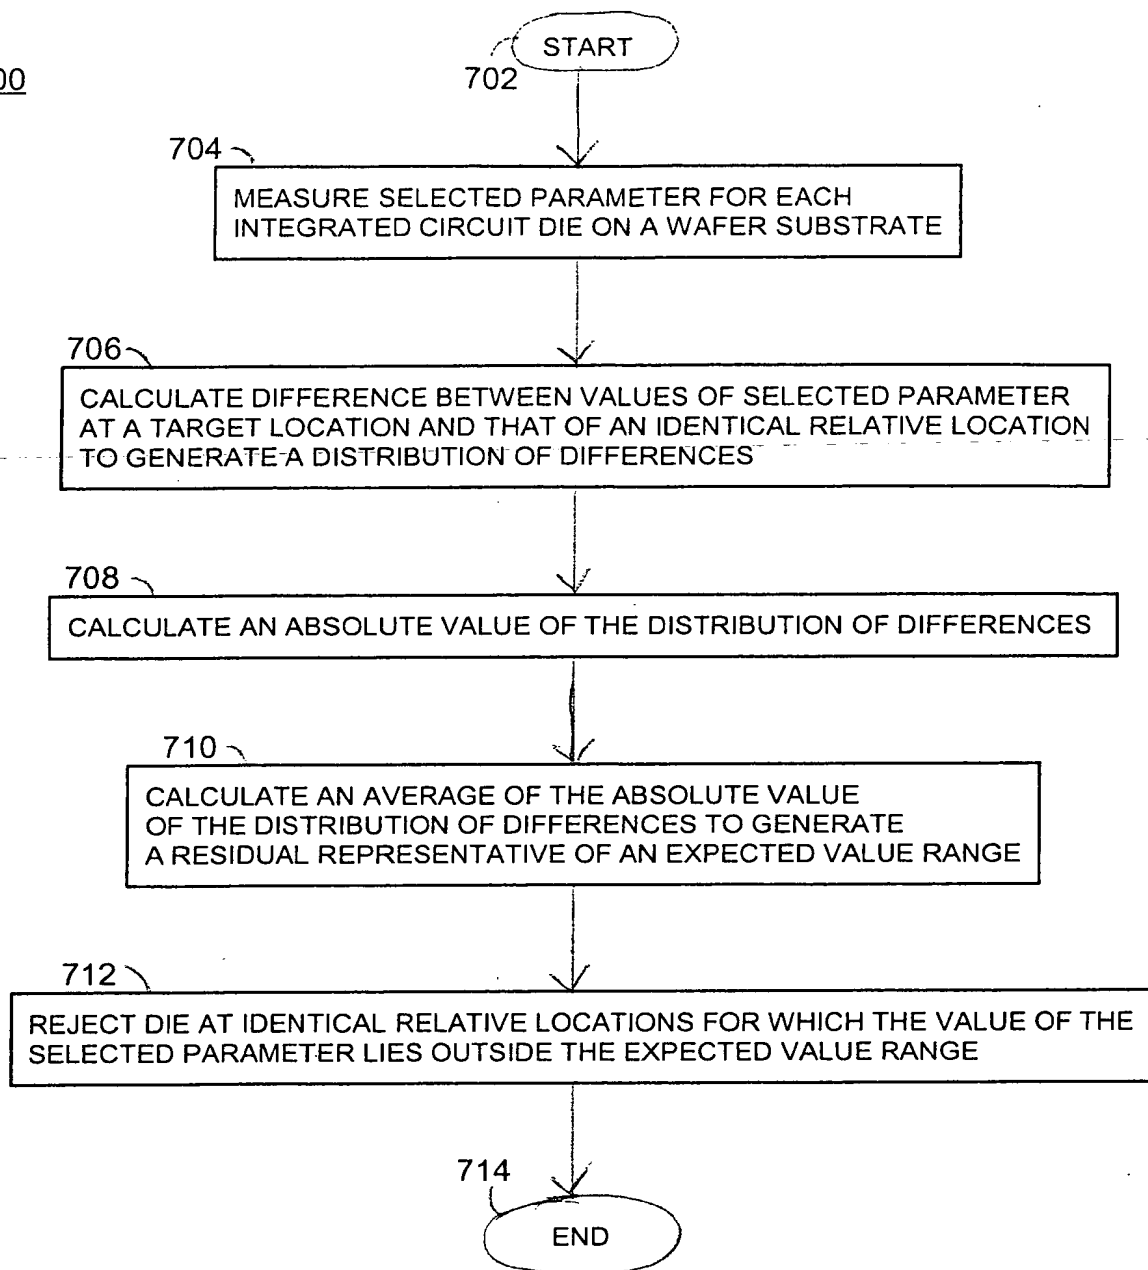 START
702
00
704
MEASURE SELECTED PARAMETER FOR EACH
INTEGRATED CIRCUIT DIE ON A WAFER SUBSTRATE
706
CALCULATE DIFFERENCE BETWEEN VALUES OF SELECTED PARAMETER
AT A TARGET LOCATION AND THAT OF AN IDENTICAL RELATIVE LOCATION
TO GENERATE A DISTRIBUTION OF DIFFERENCES
708
CALCULATE AN ABSOLUTE VALUE OF THE DISTRIBUTION OF DIFFERENCES
710
CALCULATE AN AVERAGE OF THE ABSOLUTE VALUE
OF THE DISTRIBUTION OF DIFFERENCES TO GENERATE
A RESIDUAL REPRESENTATIVE OF AN EXPECTED VALUE RANGE
712
REJECT DIE AT IDENTICAL RELATIVE LOCATIONS FOR WHICH THE VALUE OF THE
SELECTED PARAMETER LIES OUTSIDE THE EXPECTED VALUE RANGE
714
END